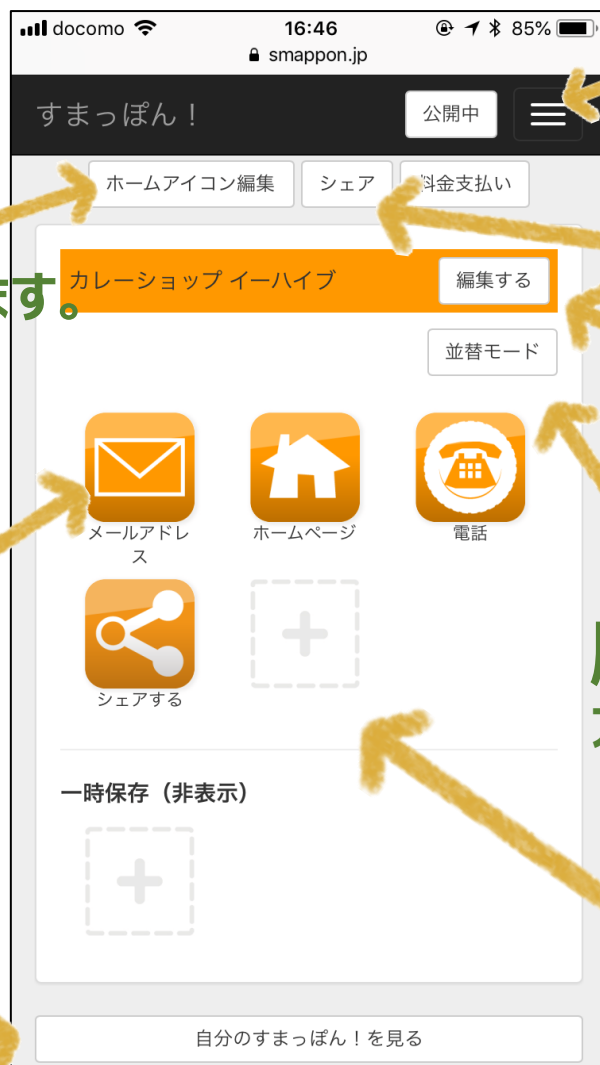 docomo 16:46 85%
smappon.jp
すまっぽん！ 公開中
ホームアイコン編集 シェア 料金支払い
カレーショップ イーハイブ 編集する
ます。
並替モード
メールアドレ
ス
ホームページ
電話
シェアする
一時保存（非表示）
自分のすまっぽん！を見る